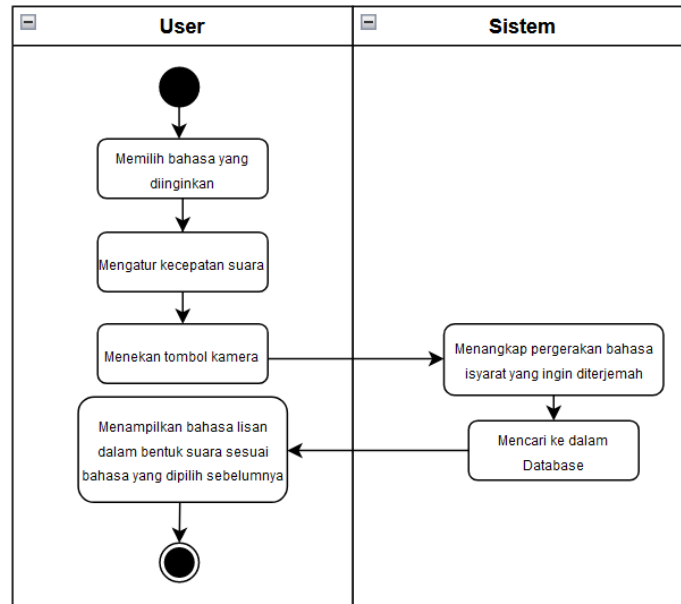 User
Sistem
Memilih bahasa yang
diinginkan
Mengatur kecepatan suara
Menekan tombol kamera
Menangkap pergerakan bahasa
isyarat yang ingin diterjemah
Mencari ke dalam
Database
Menampilkan bahasa lisan
dalam bentuk suara sesuai
bahasa yang dipilih sebelumnya